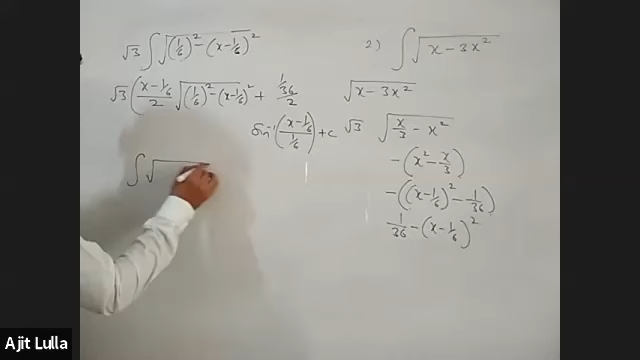 2) ∫√(x − 3x²)
√(x − 3x²)
√3 √(x/3 − x²)
−(x² − x/3)
−((x − 1/6)² − 1/36)
1/36 − (x − 1/6)²
√3 ∫√((1/6)² − (x − 1/6)²)
√3 ((x − 1/6)/2 √((1/6)² − (x − 1/6)²) + (1/36)/2
sin⁻¹((x − 1/6)/(1/6)) + c
∫√
Ajit Lulla